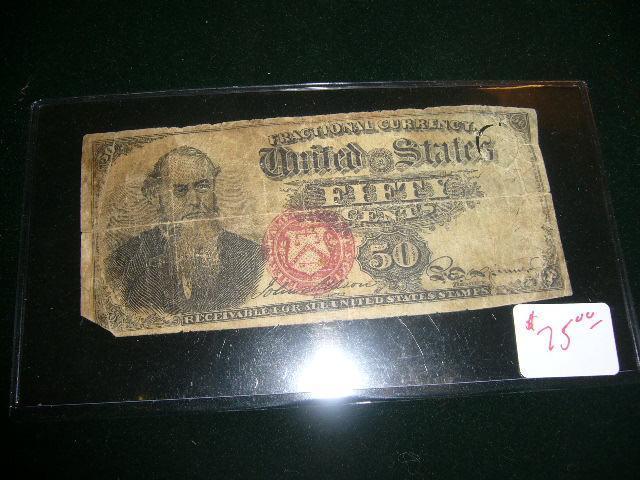 FRACTIONAL CURRENCY
United States
FIFTY
CENTS
50
RECEIVABLE FOR ALL UNITED STATES STAMPS
$75.00